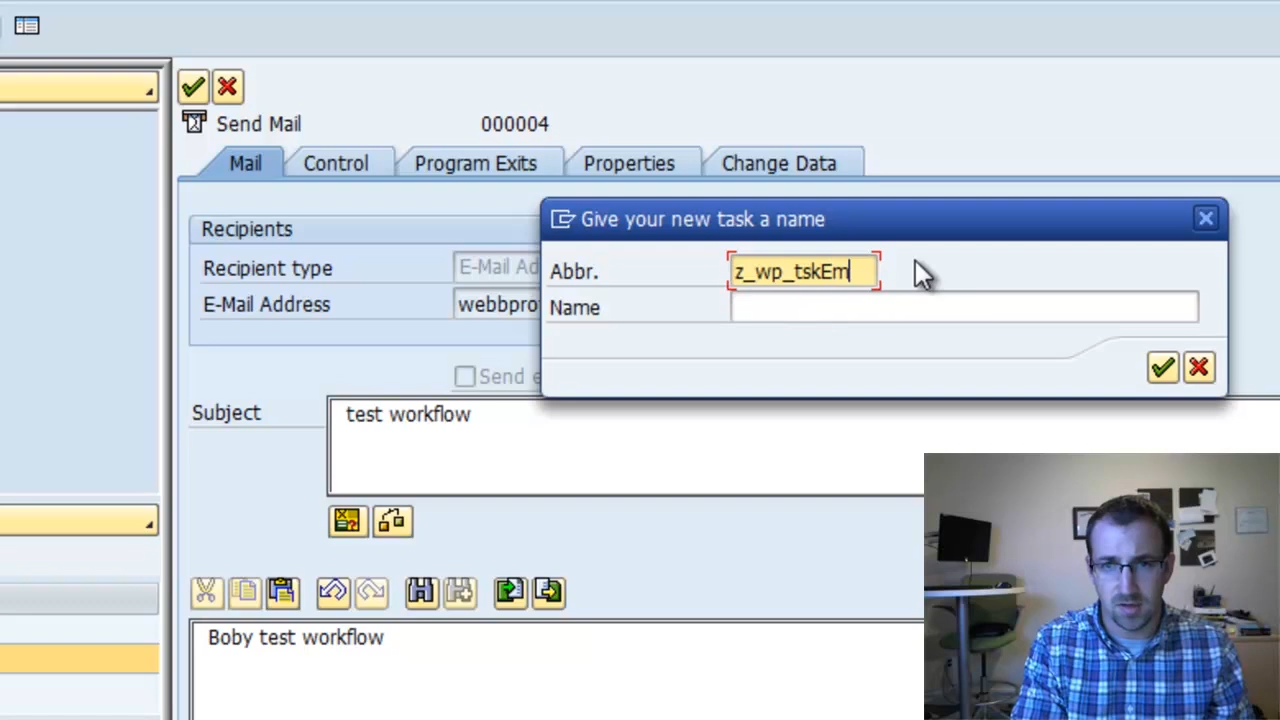 Send Mail 000004
Mail Control Program Exits Properties Change Data
Give your new task a name
Abbr. z_wp_tskEm
Name
Recipients
Recipient type E-Mail Ad
E-Mail Address webbpro
Send e
Subject test workflow
Boby test workflow